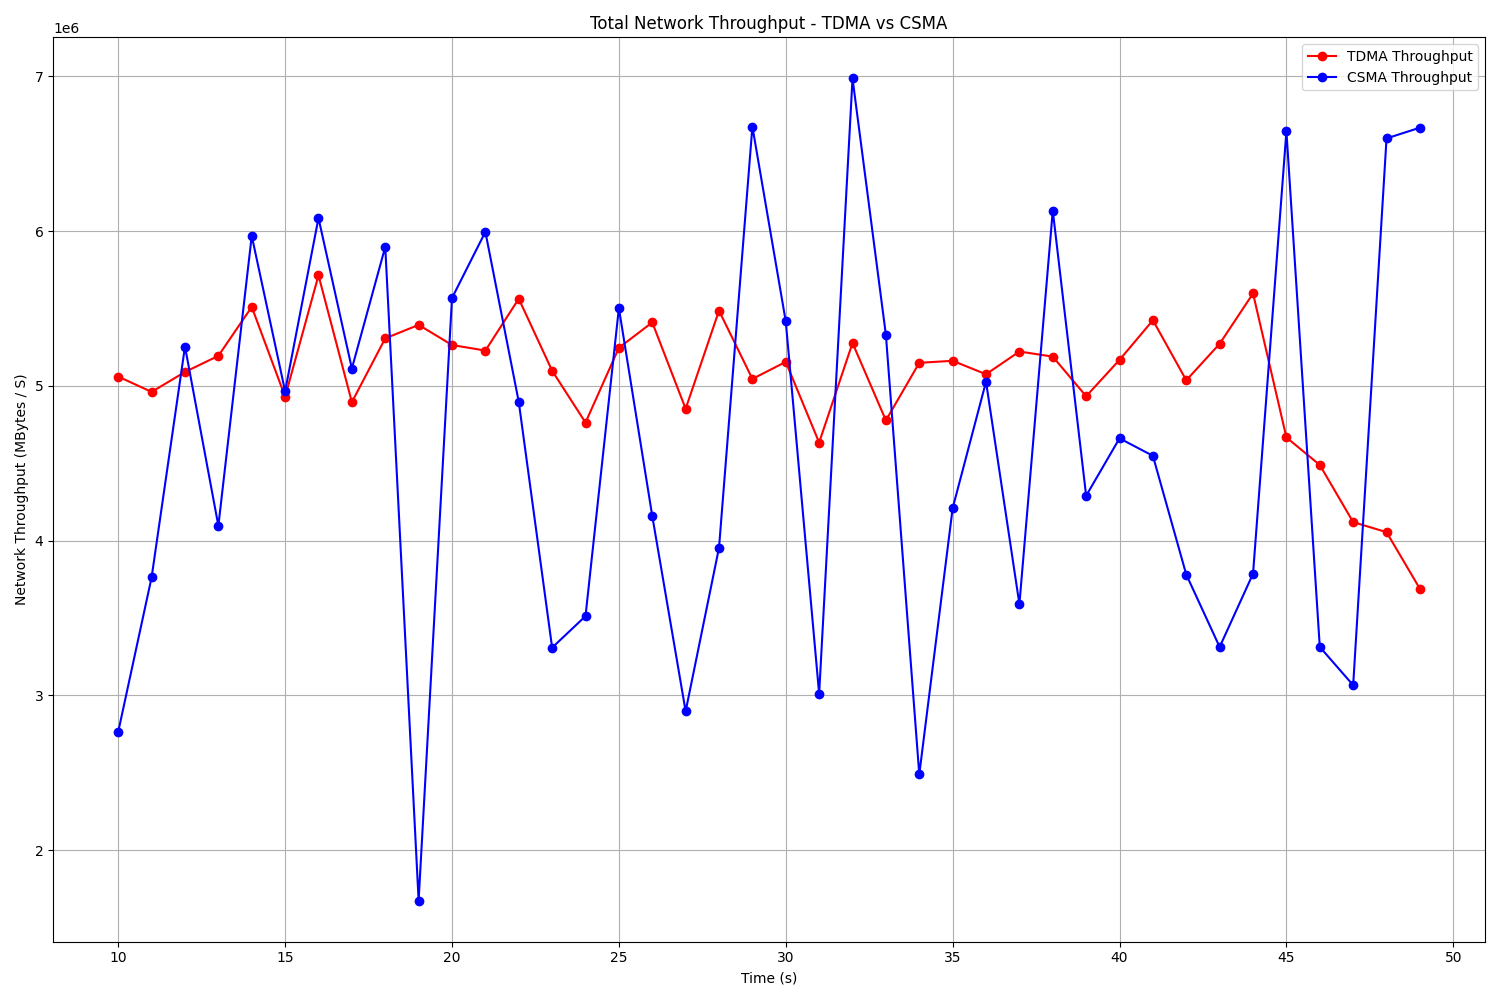 Total Network Throughput - TDMA vs CSMA
1e6
TDMA Throughput
CSMA Throughput
7
6
5
4
3
2
Network Throughput (MBytes / S)
10 15 20 25 30 35 40 45 50
Time (s)